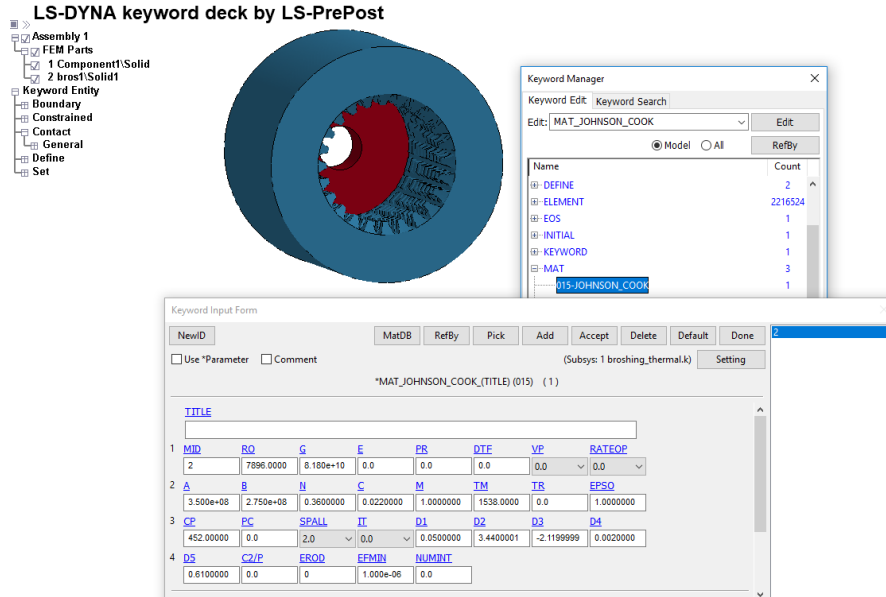 LS-DYNA keyword deck by LS-PrePost
Assembly 1
FEM Parts
1 Component1\Solid
2 bros1\Solid1
Keyword Entity
Boundary
Constrained
Contact
General
Define
Set
Keyword Manager
Keyword Edit Keyword Search
Edit: MAT_JOHNSON_COOK Edit
Model All RefBy
Name Count
DEFINE 2
ELEMENT 2216524
EOS 1
INITIAL 1
KEYWORD 1
MAT 3
015-JOHNSON_COOK 1
Keyword Input Form
NewID MatDB RefBy Pick Add Accept Delete Default Done
2
Use *Parameter Comment (Subsys: 1 broshing_thermal.k) Setting
*MAT_JOHNSON_COOK_(TITLE) (015) (1)
TITLE
1 MID RO G E PR DTF VP RATEOP
2 7896.0000 8.180e+10 0.0 0.0 0.0 0.0 0.0
2 A B N C M TM TR EPSO
3.500e+08 2.750e+08 0.3600000 0.0220000 1.0000000 1538.0000 0.0 1.0000000
3 CP PC SPALL IT D1 D2 D3 D4
452.00000 0.0 2.0 0.0 0.0500000 3.4400001 -2.1199999 0.0020000
4 D5 C2/P EROD EFMIN NUMINT
0.6100000 0.0 0 1.000e-06 0.0